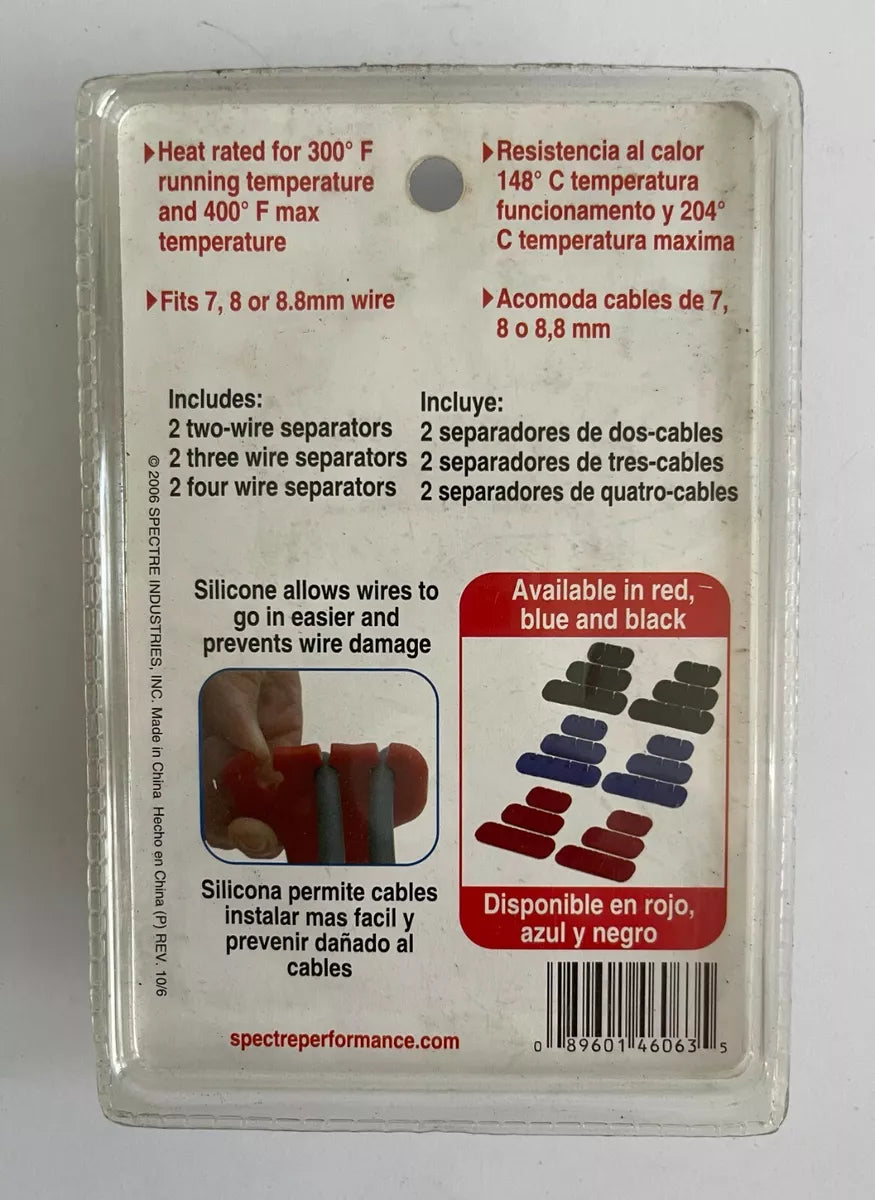 Heat rated for 300° F
running temperature
and 400° F max
temperature
Fits 7, 8 or 8.8mm wire
Resistencia al calor
148° C temperatura
funcionamento y 204°
C temperatura maxima
Acomoda cables de 7,
8 o 8,8 mm
Includes:
2 two-wire separators
2 three wire separators
2 four wire separators
Incluye:
2 separadores de dos-cables
2 separadores de tres-cables
2 separadores de quatro-cables
© 2006 SPECTRE INDUSTRIES, INC. Made in China Hecho en China (P) REV. 10/6
Silicone allows wires to
go in easier and
prevents wire damage
Silicona permite cables
instalar mas facil y
prevenir dañado al
cables
Available in red,
blue and black
Disponible en rojo,
azul y negro
spectreperformance.com
0 89601 46063 5